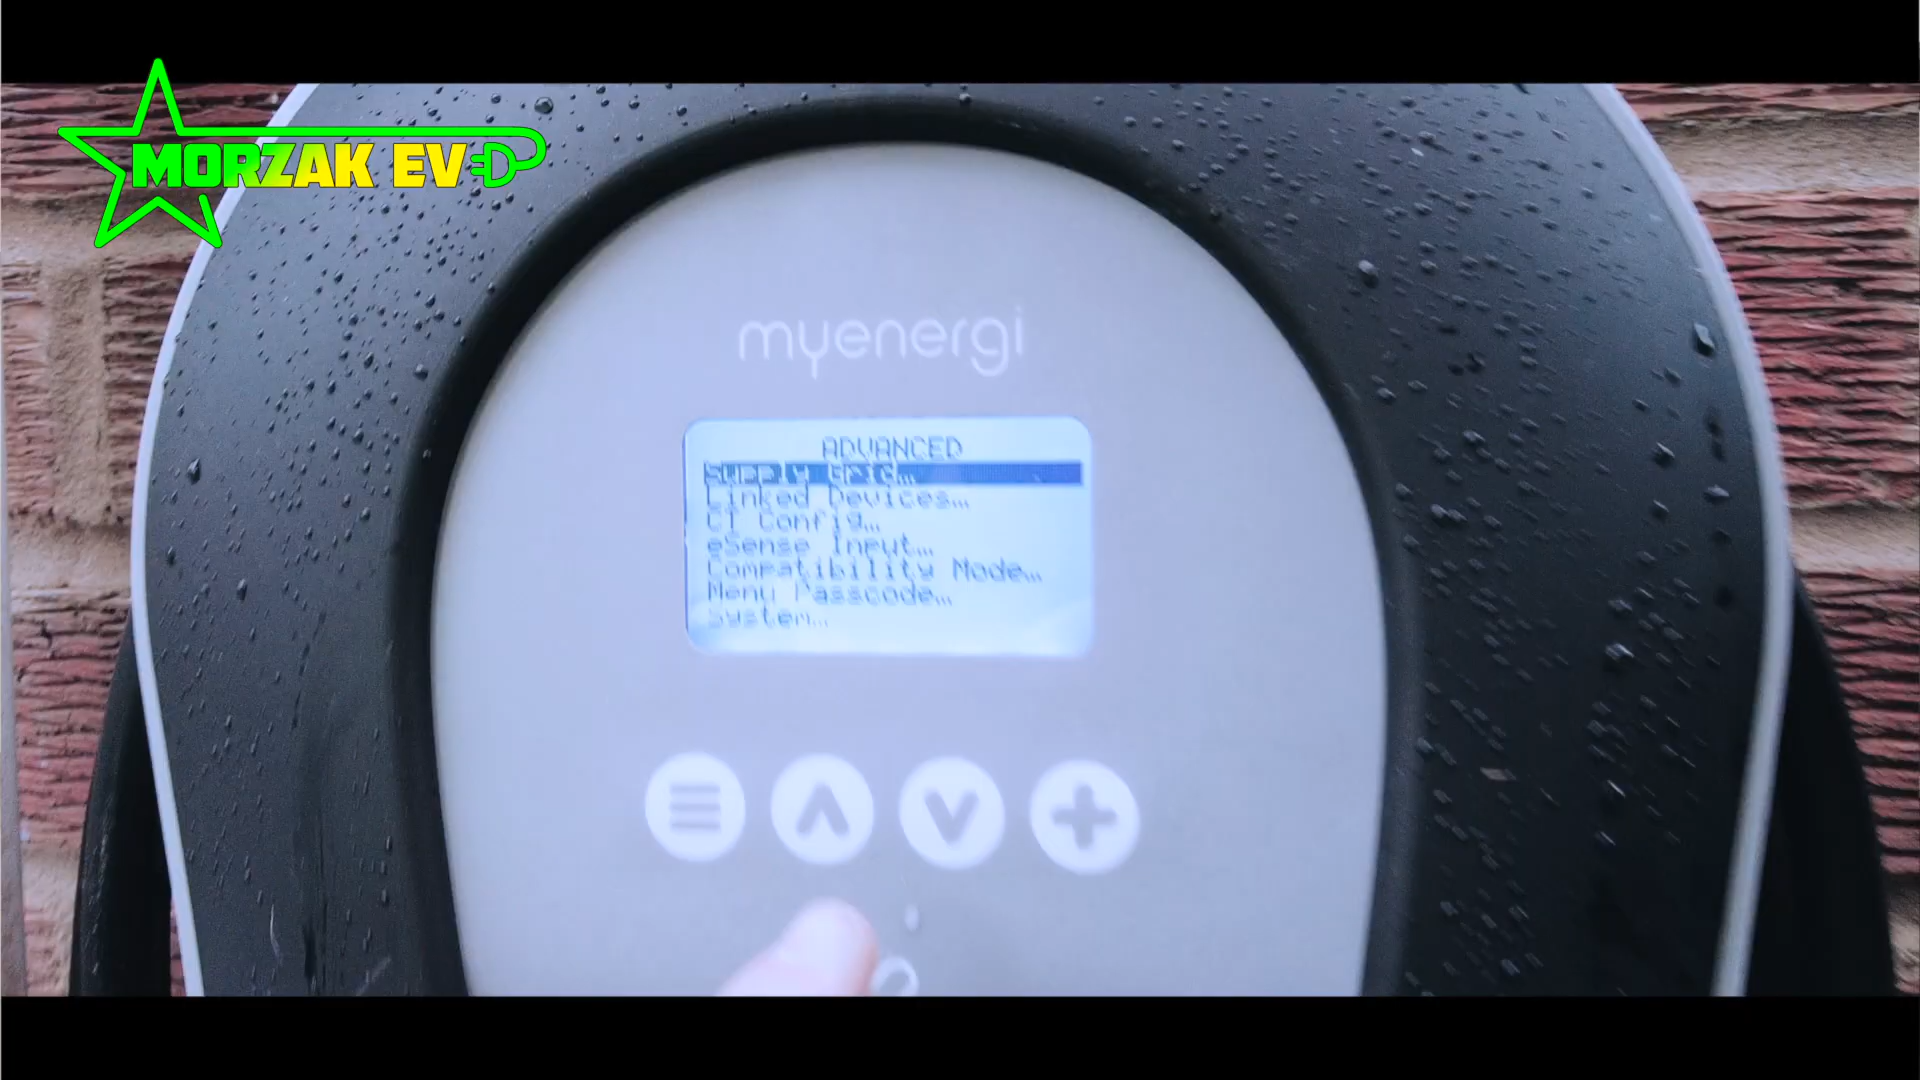 MORZAK EV
myenergi
ADVANCED
Supply Grid...
Linked Devices...
CT Config...
eSense Input...
Compatibility Mode...
Menu Passcode...
System...